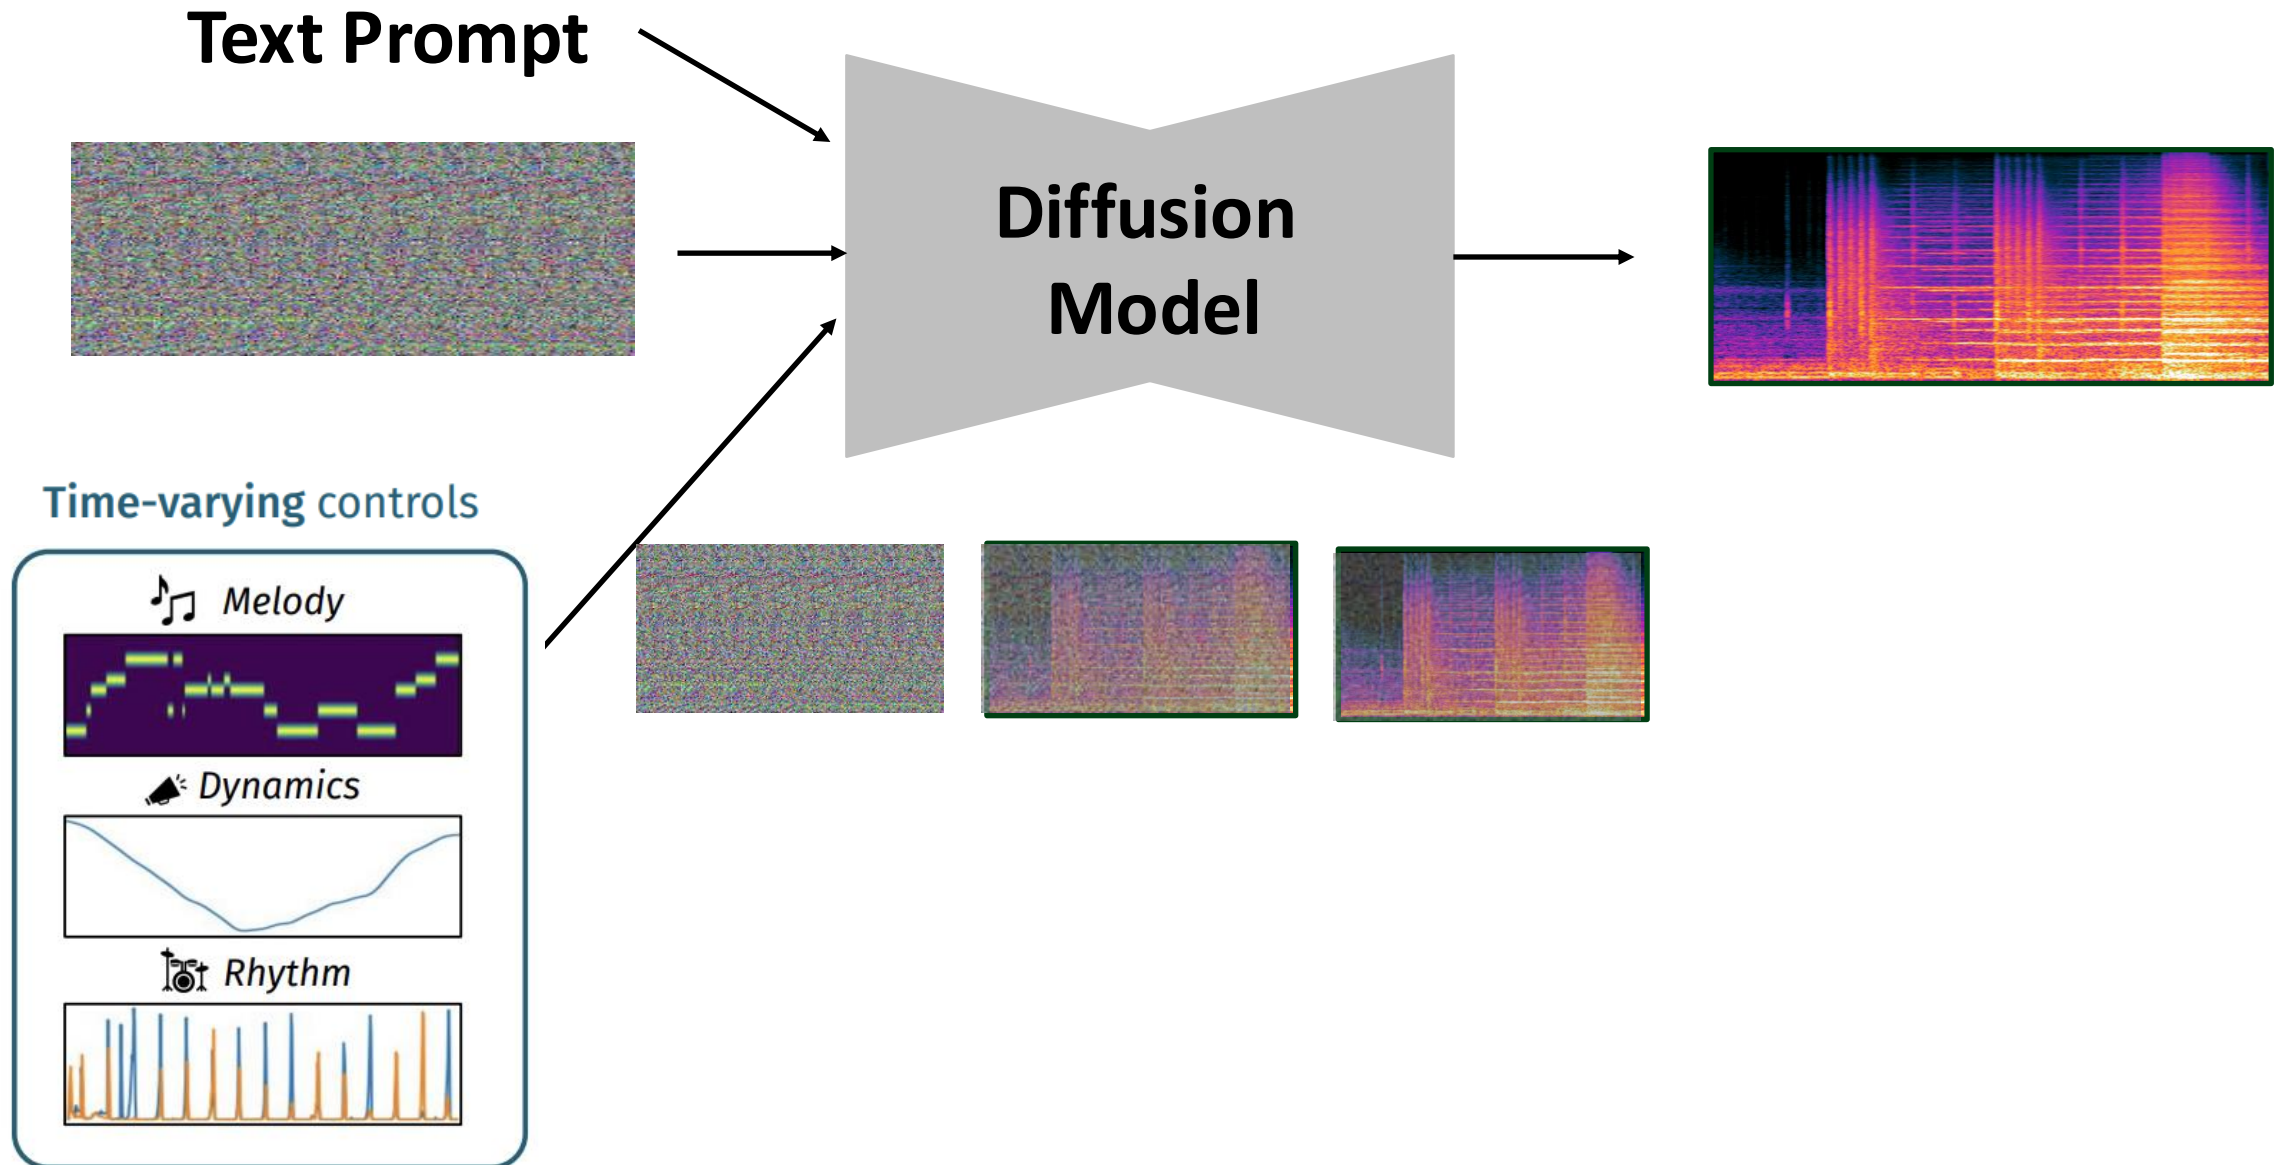 Text Prompt
Diffusion
Model
Time-varying controls
Melody
Dynamics
Rhythm